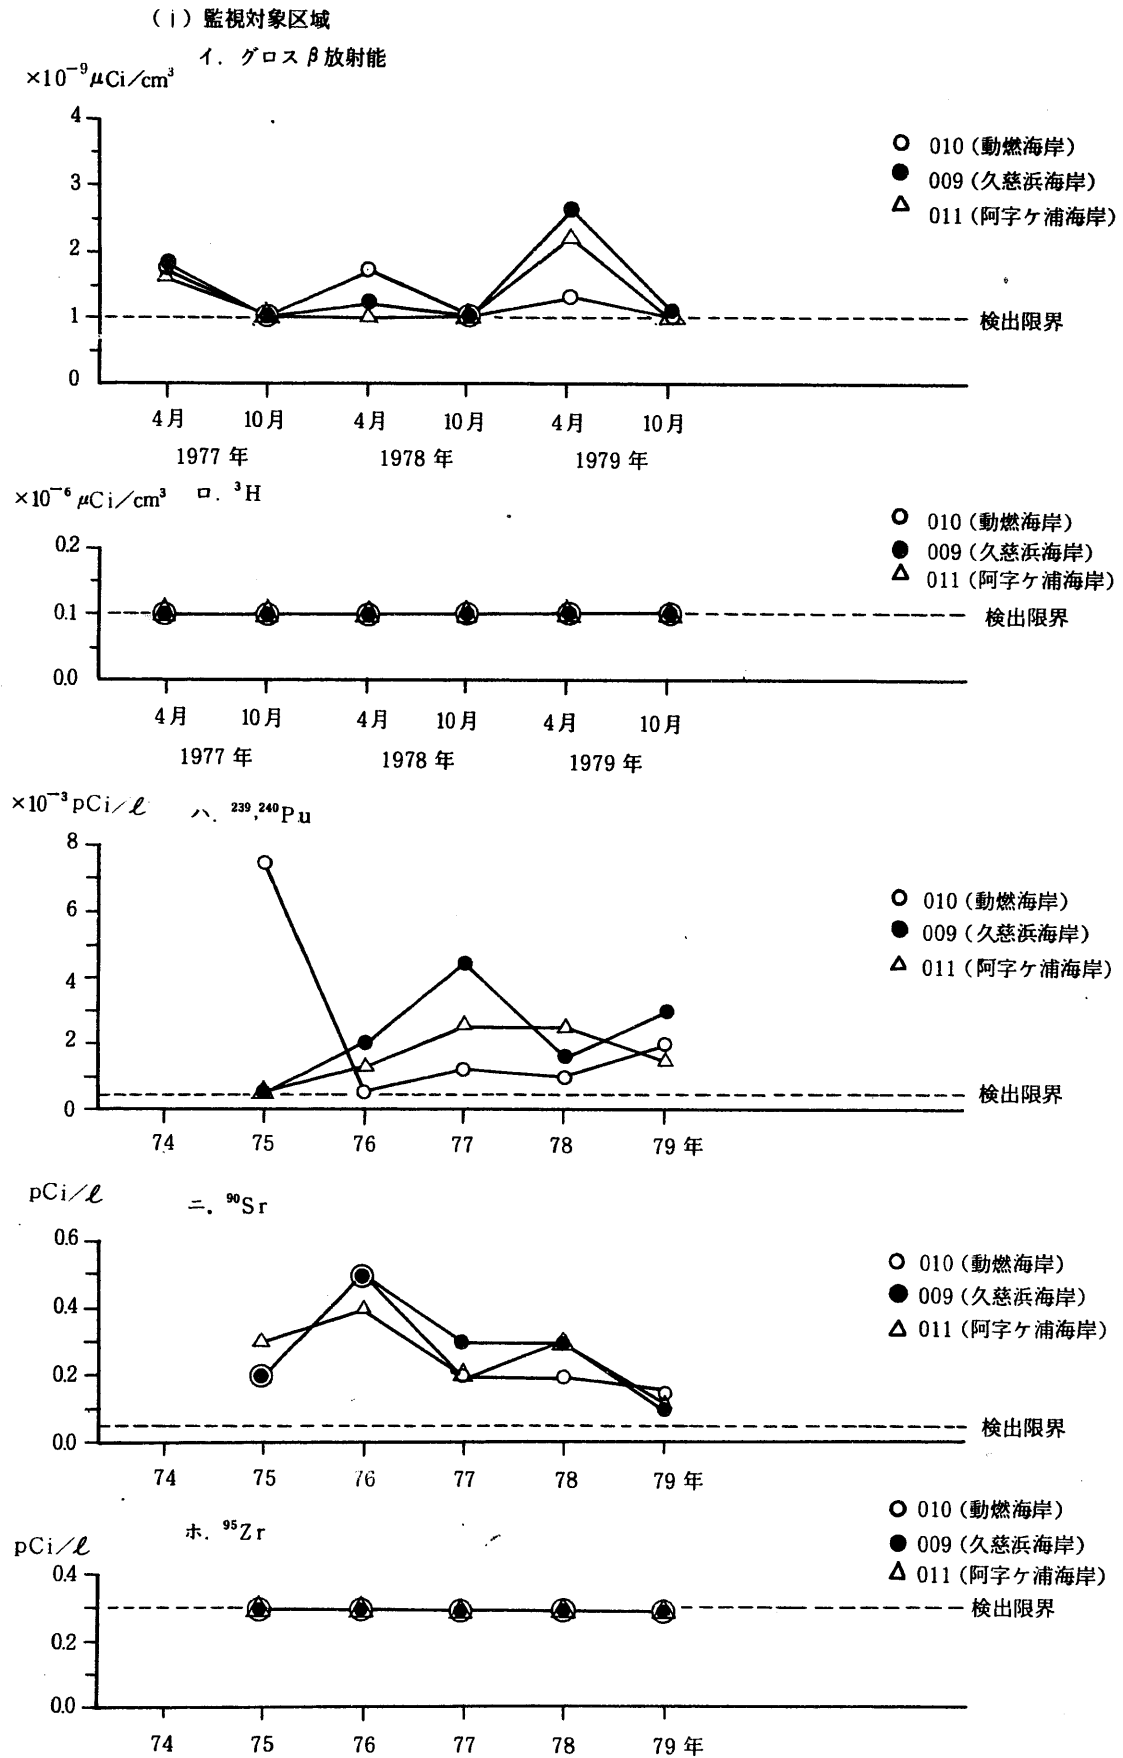 (i) 監視対象区域
イ. グロスβ放射能
×10⁻⁹μCi/cm³
4
3
2
1
0
010 (動燃海岸)
009 (久慈浜海岸)
011 (阿字ケ浦海岸)
検出限界
4月 10月 4月 10月 4月 10月
1977年 1978年 1979年
×10⁻⁶μCi/cm³ ロ. ³H
0.2
0.1
0.0
010 (動燃海岸)
009 (久慈浜海岸)
011 (阿字ケ浦海岸)
検出限界
4月 10月 4月 10月 4月 10月
1977年 1978年 1979年
×10⁻³pCi/ℓ ハ. ²³⁹,²⁴⁰Pu
8
6
4
2
0
010 (動燃海岸)
009 (久慈浜海岸)
011 (阿字ケ浦海岸)
検出限界
74 75 76 77 78 79年
pCi/ℓ ニ. ⁹⁰Sr
0.6
0.4
0.2
0.0
010 (動燃海岸)
009 (久慈浜海岸)
011 (阿字ケ浦海岸)
検出限界
74 75 76 77 78 79年
pCi/ℓ ホ. ⁹⁵Zr
0.4
0.2
0.0
010 (動燃海岸)
009 (久慈浜海岸)
011 (阿字ケ浦海岸)
検出限界
74 75 76 77 78 79年